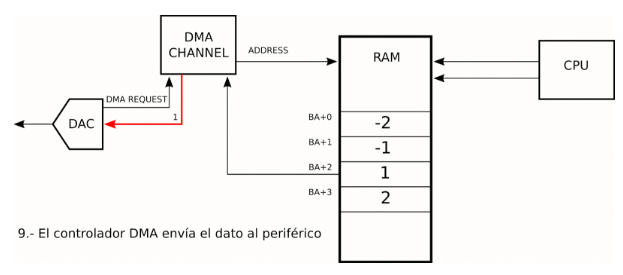 DMA
CHANNEL
ADDRESS
RAM
CPU
DMA REQUEST
1
DAC
BA+0
-2
BA+1
-1
BA+2
1
BA+3
2
9.- El controlador DMA envía el dato al periférico